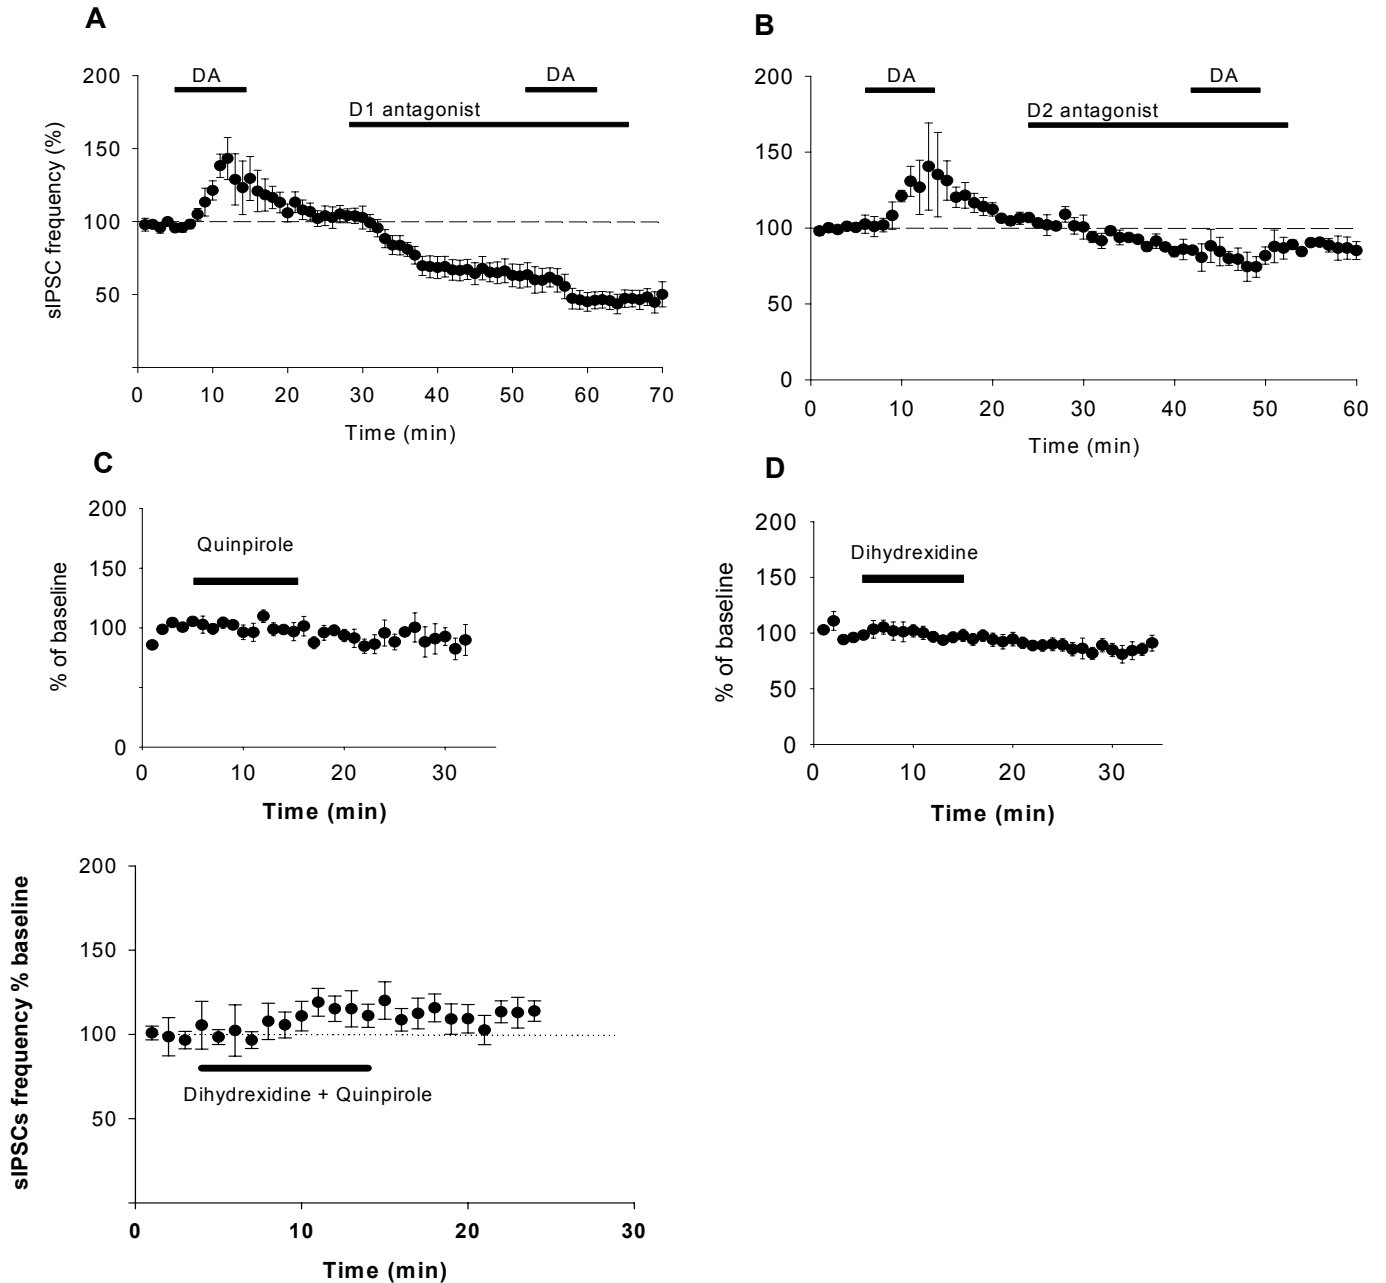 A
DA
DA
D1 antagonist
sIPSC frequency (%)
200
150
100
50
0 10 20 30 40 50 60 70
Time (min)
B
DA
DA
D2 antagonist
200
150
100
50
0
0 10 20 30 40 50 60
Time (min)
C
Quinpirole
% of baseline
200
150
100
0
0 10 20 30
Time (min)
D
Dihydrexidine
% of baseline
200
150
100
50
0
0 10 20 30
Time (min)
sIPSCs frequency % baseline
200
150
100
50
Dihydrexidine + Quinpirole
0 10 20 30
Time (min)